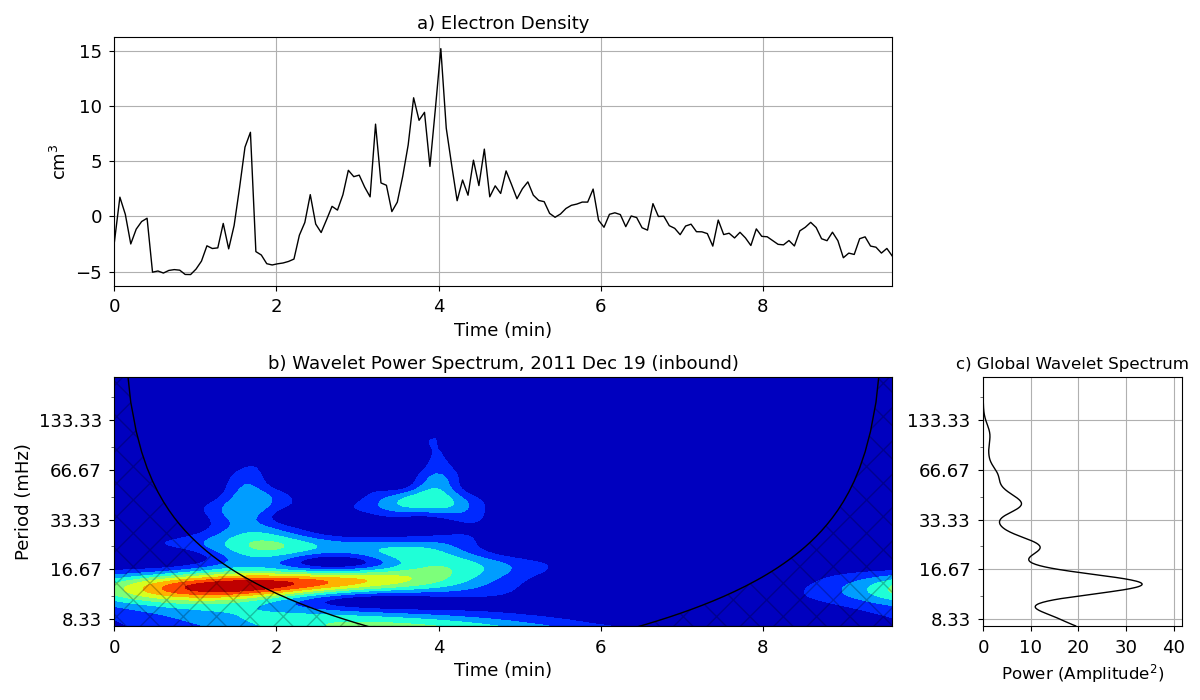 a) Electron Density
15
10
5
0
−5
cm³
0 2 4 6 8
Time (min)
b) Wavelet Power Spectrum, 2011 Dec 19 (inbound)
133.33
66.67
33.33
16.67
8.33
Period (mHz)
0 2 4 6 8
Time (min)
c) Global Wavelet Spectrum
133.33
66.67
33.33
16.67
8.33
0 10 20 30 40
Power (Amplitude²)